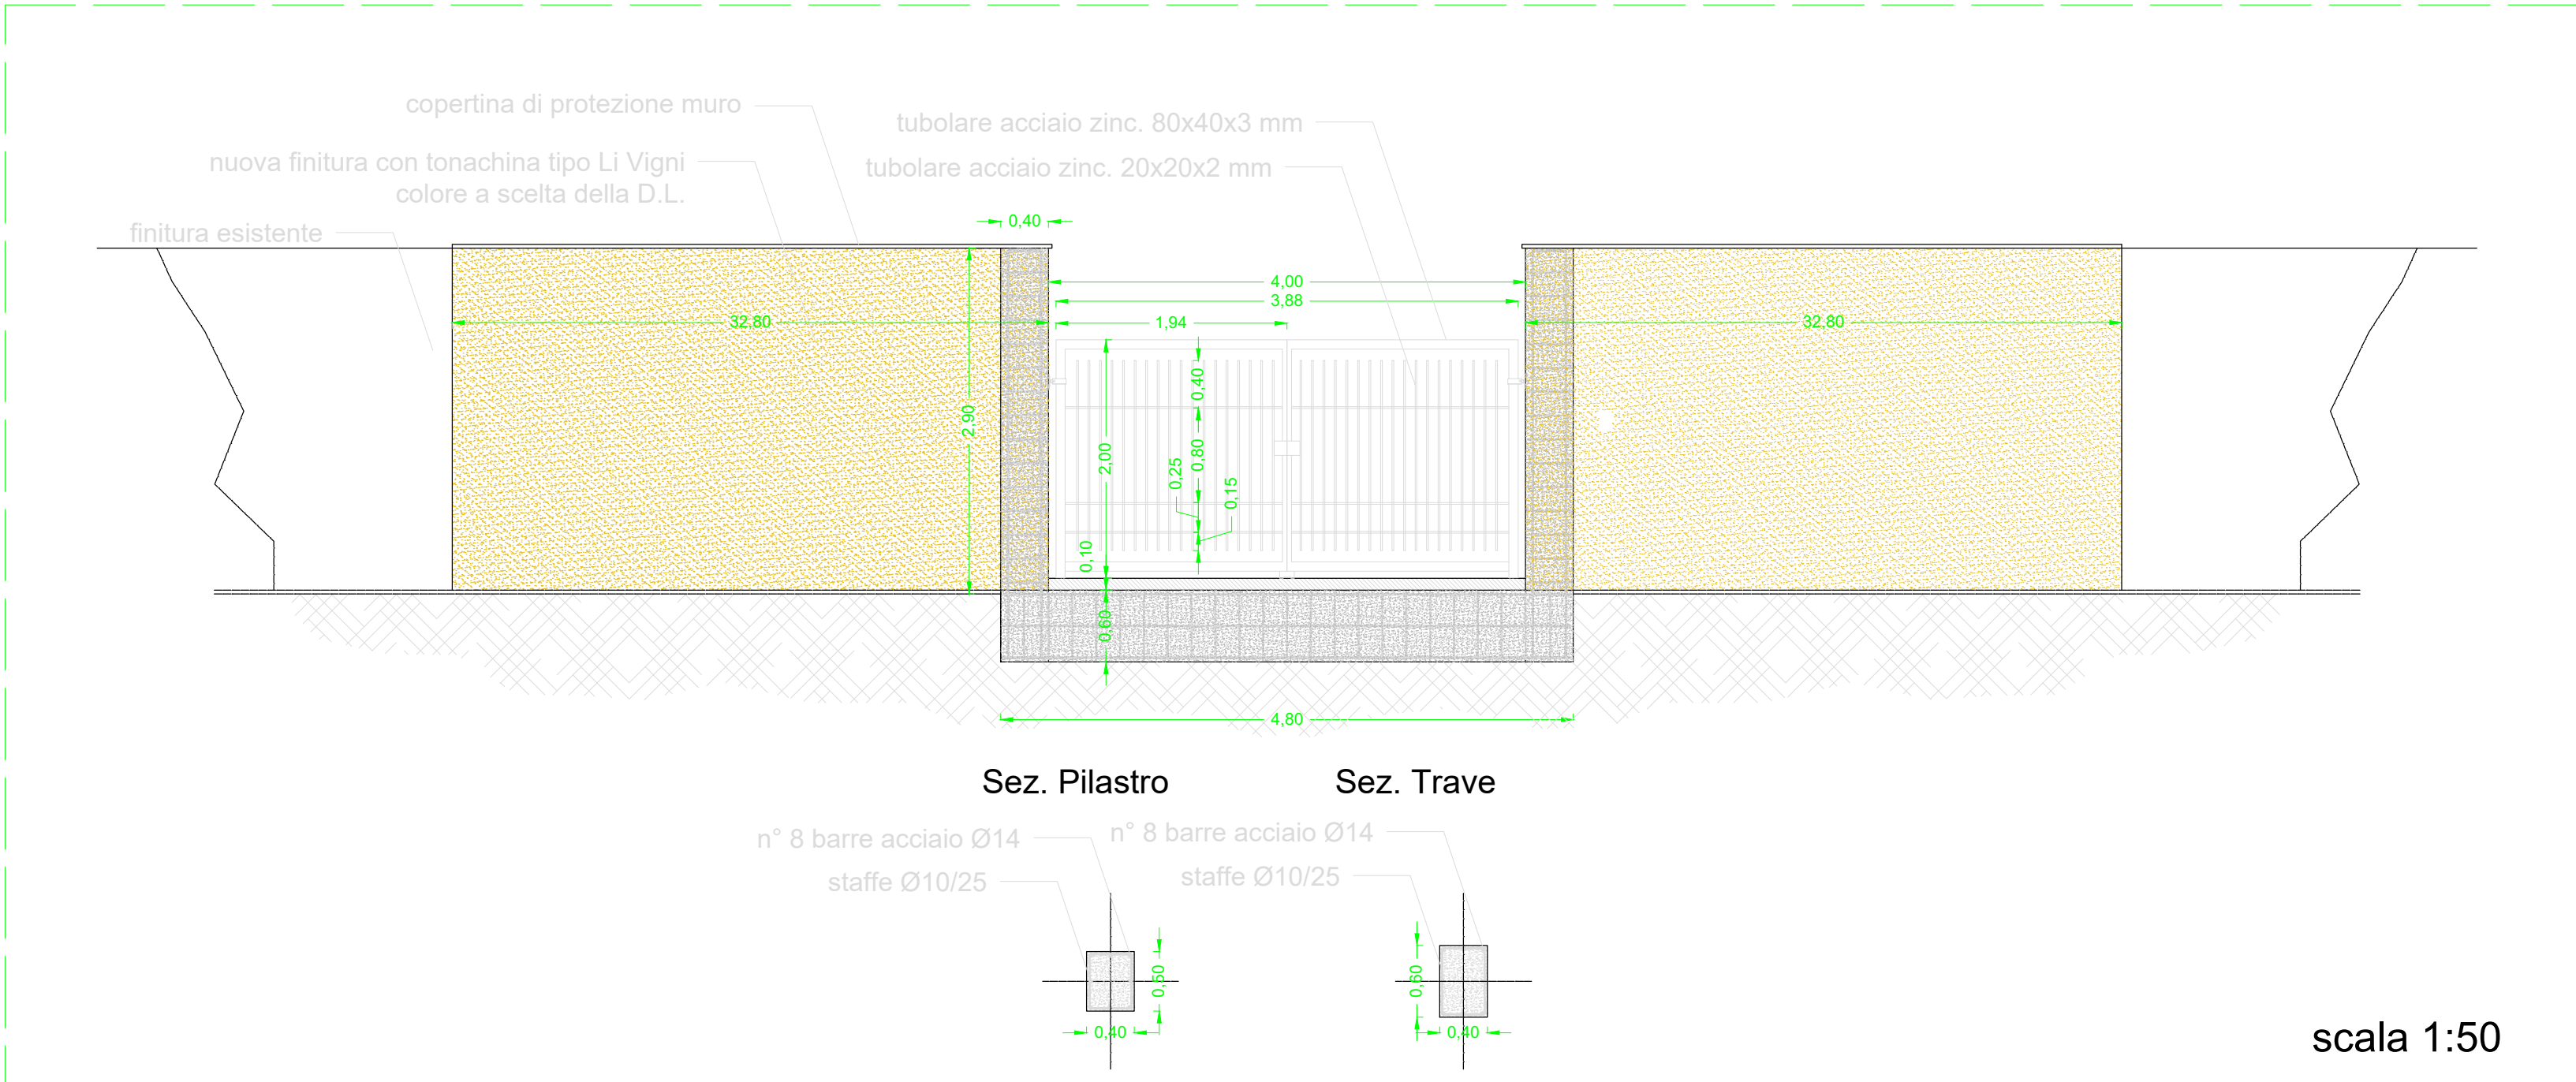 copertina di protezione muro
tubolare acciaio zinc. 80x40x3 mm
nuova finitura con tonachina tipo Li Vigni
colore a scelta della D.L.
tubolare acciaio zinc. 20x20x2 mm
finitura esistente
0,40
4,00
3,88
32,80
1,94
32,80
2,90
2,00
0,40
0,80
0,25
0,15
0,10
0,60
4,80
Sez. Pilastro
Sez. Trave
n° 8 barre acciaio Ø14
staffe Ø10/25
n° 8 barre acciaio Ø14
staffe Ø10/25
0,50
0,40
0,60
0,40
scala 1:50